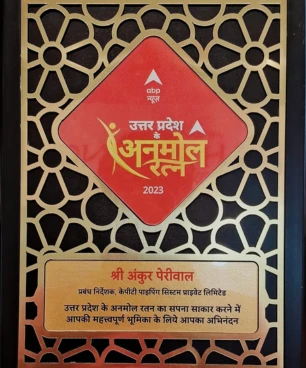 abp
न्यूज़
उत्तर प्रदेश
के
अनमोल
रत्न
2023
श्री अंकुर पेरीवाल
प्रबंध निर्देशक, केपीटी पाइपिंग सिस्टम प्राइवेट लिमिटेड
उत्तर प्रदेश के अनमोल रतन का सपना साकार करने में
आपकी महत्त्वपूर्ण भूमिका के लिये आपका अभिनंदन